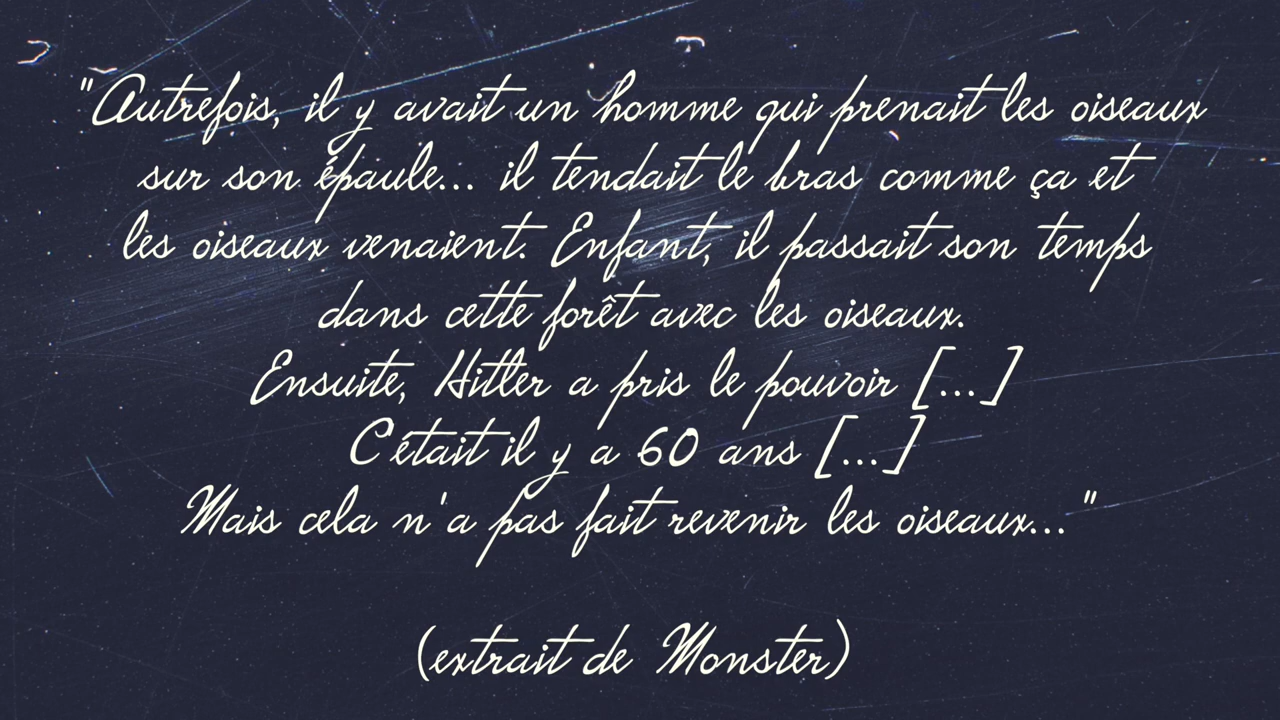 "Autrefois, il y avait un homme qui prenait les oiseaux
sur son épaule... il tendait le bras comme ça et
les oiseaux venaient. Enfant, il passait son temps
dans cette forêt avec les oiseaux.
Ensuite, Hitler a pris le pouvoir [...]
C'était il y a 60 ans [...]
Mais cela n'a pas fait revenir les oiseaux..."
(extrait de Monster)